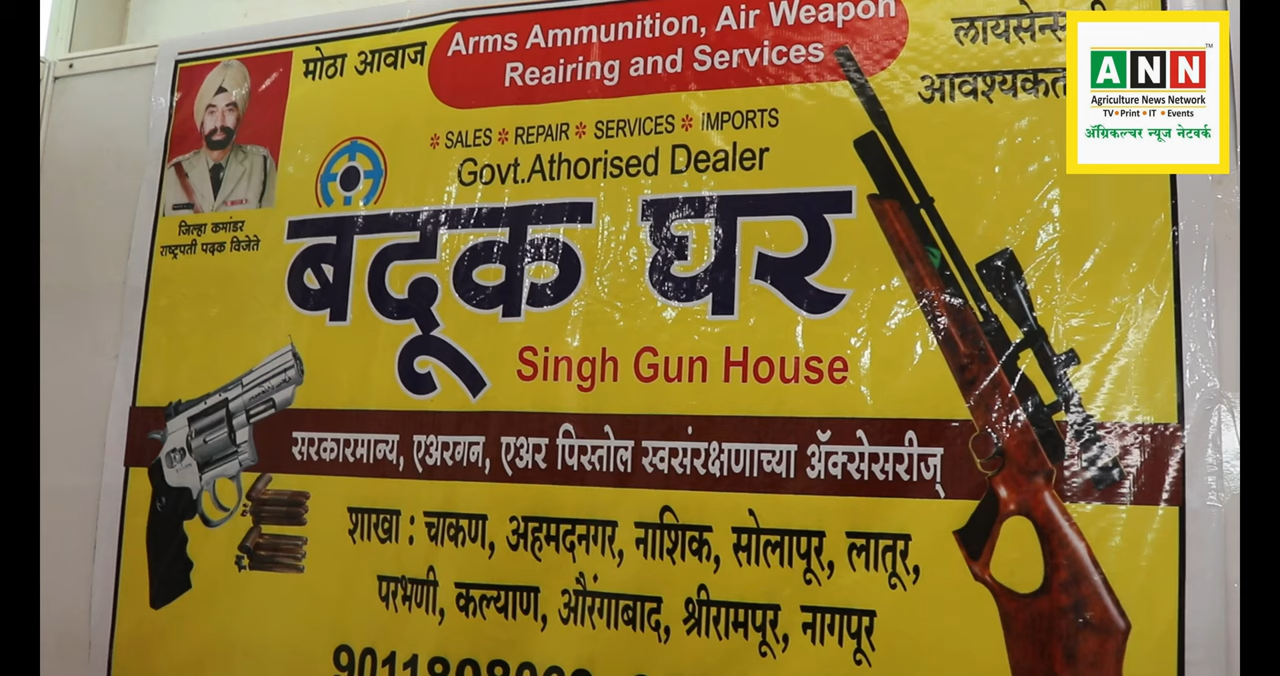 मोठा आवाज
Arms Ammunition, Air Weapon
Reairing and Services
आवश्यकत
ANN
TM
Agriculture News Network
TV • Print • IT • Events
ॲग्रिकल्चर न्यूज नेटवर्क
* SALES * REPAIR * SERVICES * IMPORTS
Govt.Athorised Dealer
जिल्हा कमांडर
राष्ट्रपती पदक विजेते
बदूक घर
Singh Gun House
सरकारमान्य, एअरगन, एअर पिस्तोल स्वसंरक्षणाच्या ॲक्सेसरीज्
शाखा : चाकण, अहमदनगर, नाशिक, सोलापूर, लातूर,
परभणी, कल्याण, औरंगाबाद, श्रीरामपूर, नागपूर